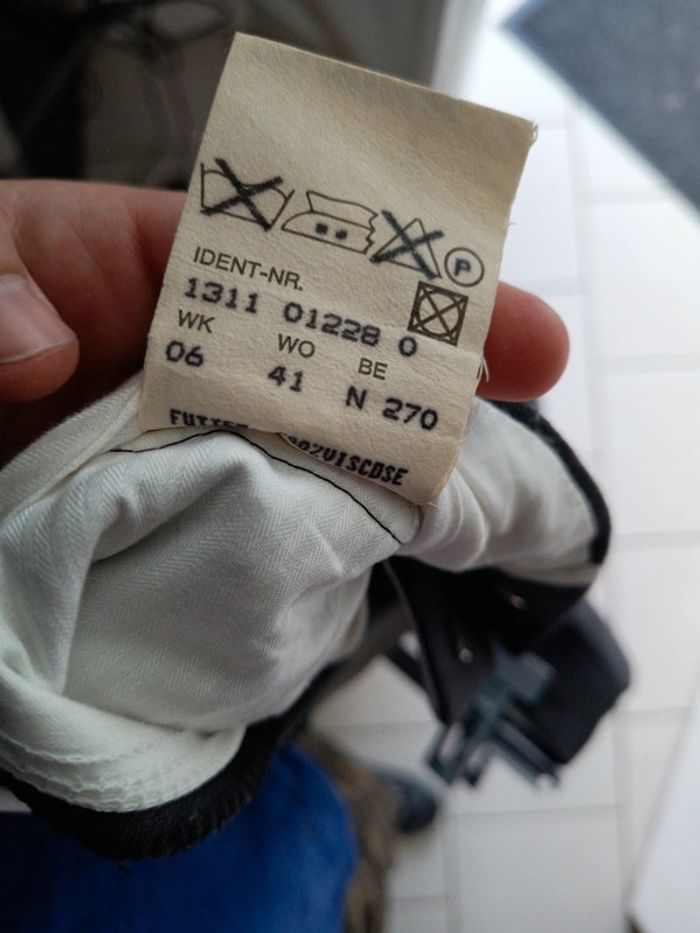 P
IDENT-NR.
1311 01228 0
WK WO BE
06 41 N 270
VISCOSE